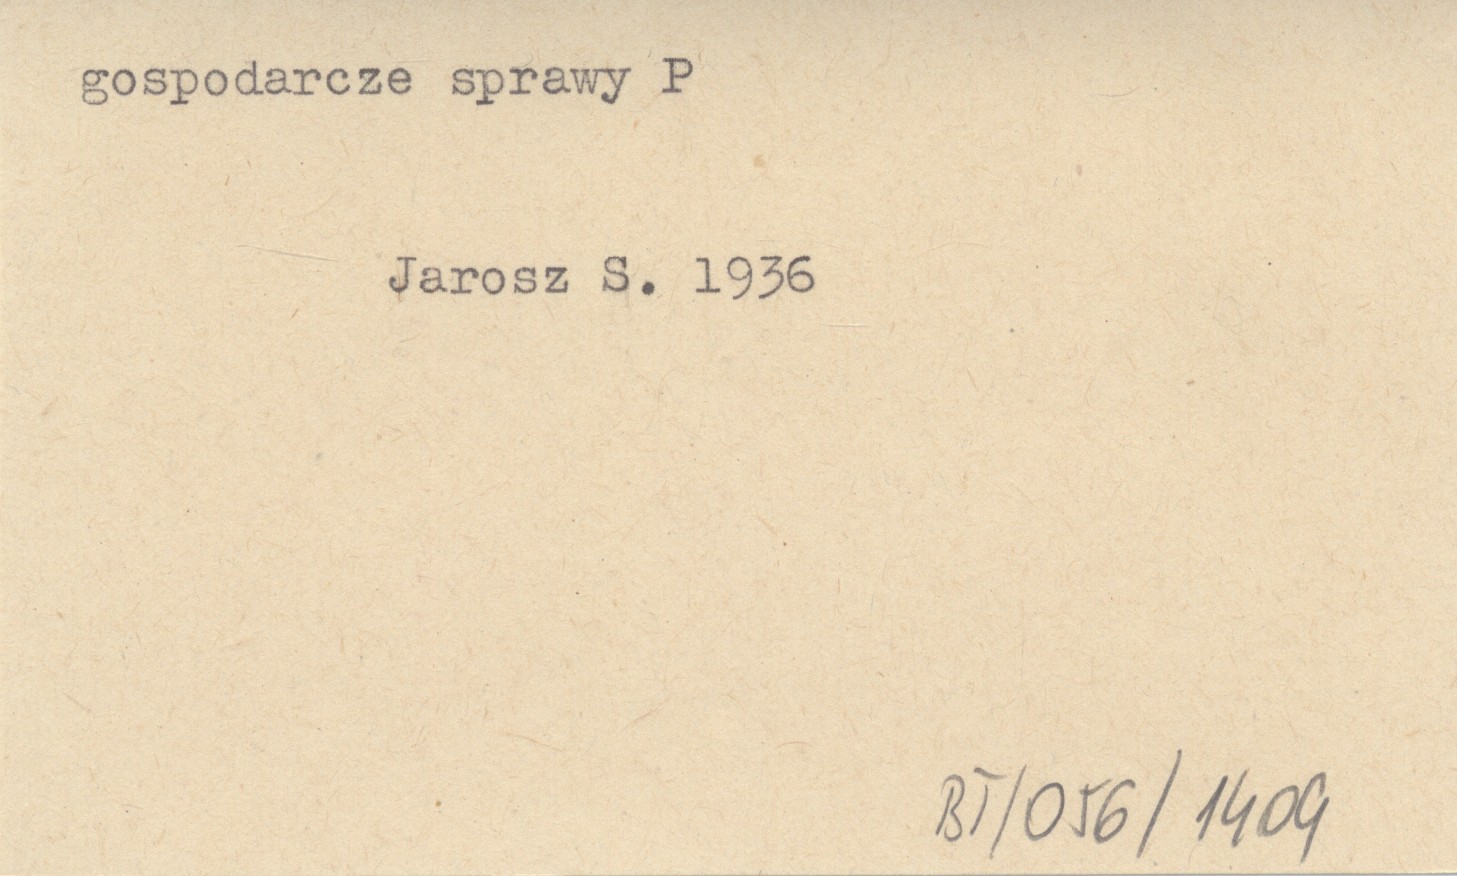 gospodarcze sprawy P
Jarosz S. 1936
BT/056/1409